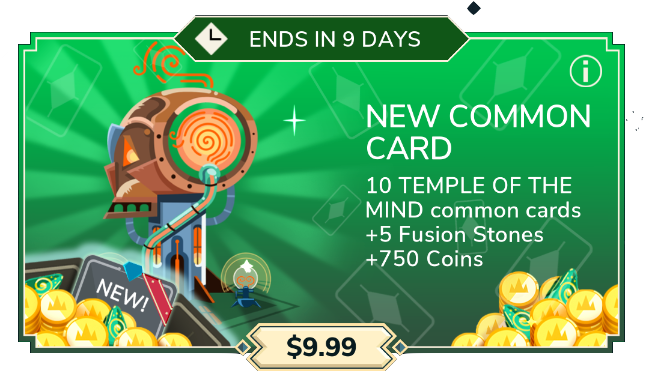 ENDS IN 9 DAYS
NEW COMMON
CARD
10 TEMPLE OF THE
MIND common cards
+5 Fusion Stones
+750 Coins
NEW!
$9.99